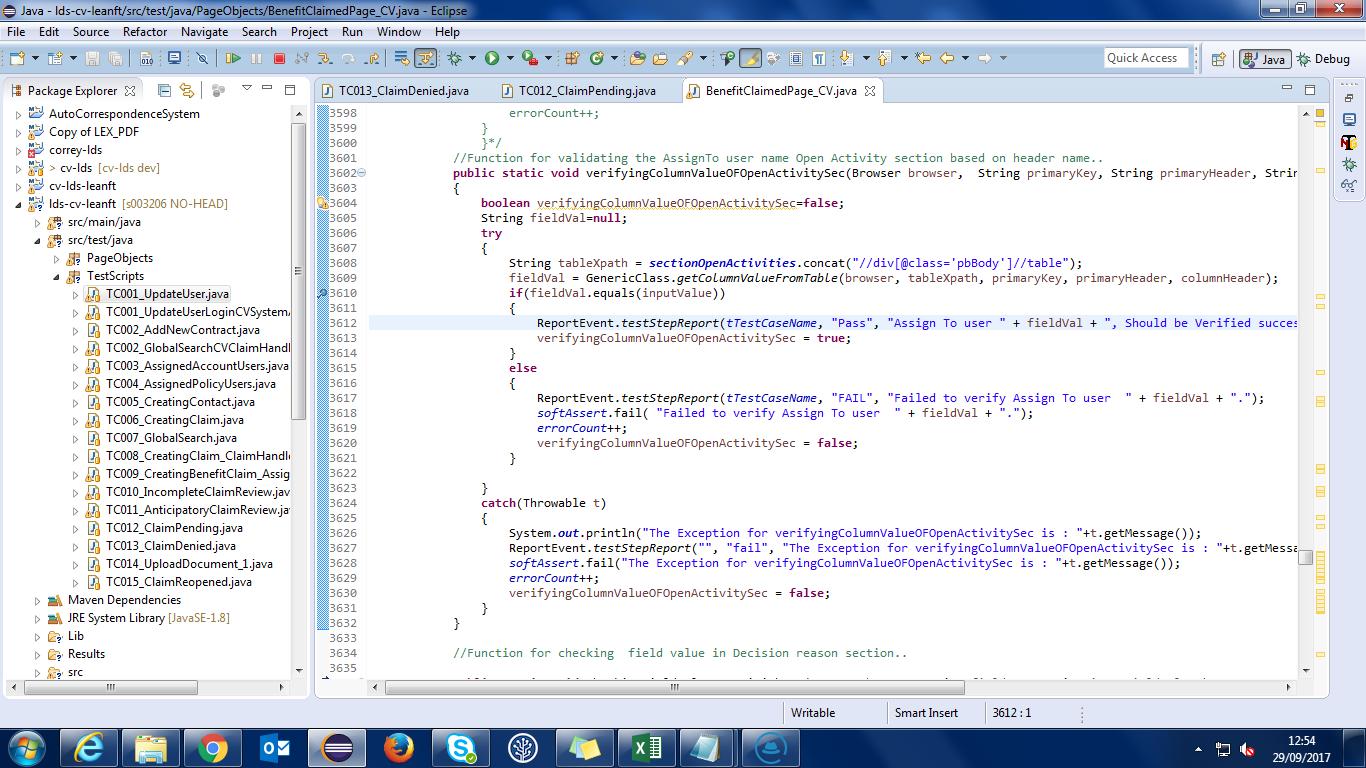 Java - lds-cv-leanft/src/test/java/PageObjects/BenefitClaimedPage_CV.java - Eclipse
File Edit Source Refactor Navigate Search Project Run Window Help
Quick Access Java Debug
Package Explorer
TC013_ClaimDenied.java TC012_ClaimPending.java BenefitClaimedPage_CV.java
AutoCorrespondenceSystem
Copy of LEX_PDF
correy-lds
> cv-lds [cv-lds dev]
cv-lds-leanft
lds-cv-leanft [s003206 NO-HEAD]
src/main/java
src/test/java
PageObjects
TestScripts
TC001_UpdateUser.java
TC001_UpdateUserLoginCVSystem
TC002_AddNewContract.java
TC002_GlobalSearchCVClaimHandl
TC003_AssignedAccountUsers.java
TC004_AssignedPolicyUsers.java
TC005_CreatingContact.java
TC006_CreatingClaim.java
TC007_GlobalSearch.java
TC008_CreatingClaim_ClaimHandl
TC009_CreatingBenefitClaim_Assig
TC010_IncompleteClaimReview.jav
TC011_AnticipatoryClaimReview.ja
TC012_ClaimPending.java
TC013_ClaimDenied.java
TC014_UploadDocument_1.java
TC015_ClaimReopened.java
Maven Dependencies
JRE System Library [JavaSE-1.8]
Lib
Results
src
3598 errorCount++;
3599 }
3600 }*/
3601 //Function for validating the AssignTo user name Open Activity section based on header name..
3602 public static void verifyingColumnValueOFOpenActivitySec(Browser browser,  String primaryKey, String primaryHeader, Strin
3603 {
3604 boolean verifyingColumnValueOFOpenActivitySec=false;
3605 String fieldVal=null;
3606 try
3607 {
3608 String tableXpath = sectionOpenActivities.concat("//div[@class='pbBody']//table");
3609 fieldVal = GenericClass.getColumnValueFromTable(browser, tableXpath, primaryKey, primaryHeader, columnHeader);
3610 if(fieldVal.equals(inputValue))
3611 {
3612 ReportEvent.testStepReport(tTestCaseName, "Pass", "Assign To user " + fieldVal + ", Should be Verified succes
3613 verifyingColumnValueOFOpenActivitySec = true;
3614 }
3615 else
3616 {
3617 ReportEvent.testStepReport(tTestCaseName, "FAIL", "Failed to verify Assign To user  " + fieldVal + ".");
3618 softAssert.fail( "Failed to verify Assign To user  " + fieldVal + ".");
3619 errorCount++;
3620 verifyingColumnValueOFOpenActivitySec = false;
3621 }
3622
3623 }
3624 catch(Throwable t)
3625 {
3626 System.out.println("The Exception for verifyingColumnValueOFOpenActivitySec is : "+t.getMessage());
3627 ReportEvent.testStepReport("", "fail", "The Exception for verifyingColumnValueOFOpenActivitySec is : "+t.getMessa
3628 softAssert.fail("The Exception for verifyingColumnValueOFOpenActivitySec is : "+t.getMessage());
3629 errorCount++;
3630 verifyingColumnValueOFOpenActivitySec = false;
3631 }
3632 }
3633
3634 //Function for checking  field value in Decision reason section..
3635
Writable Smart Insert 3612 : 1
12:54
29/09/2017